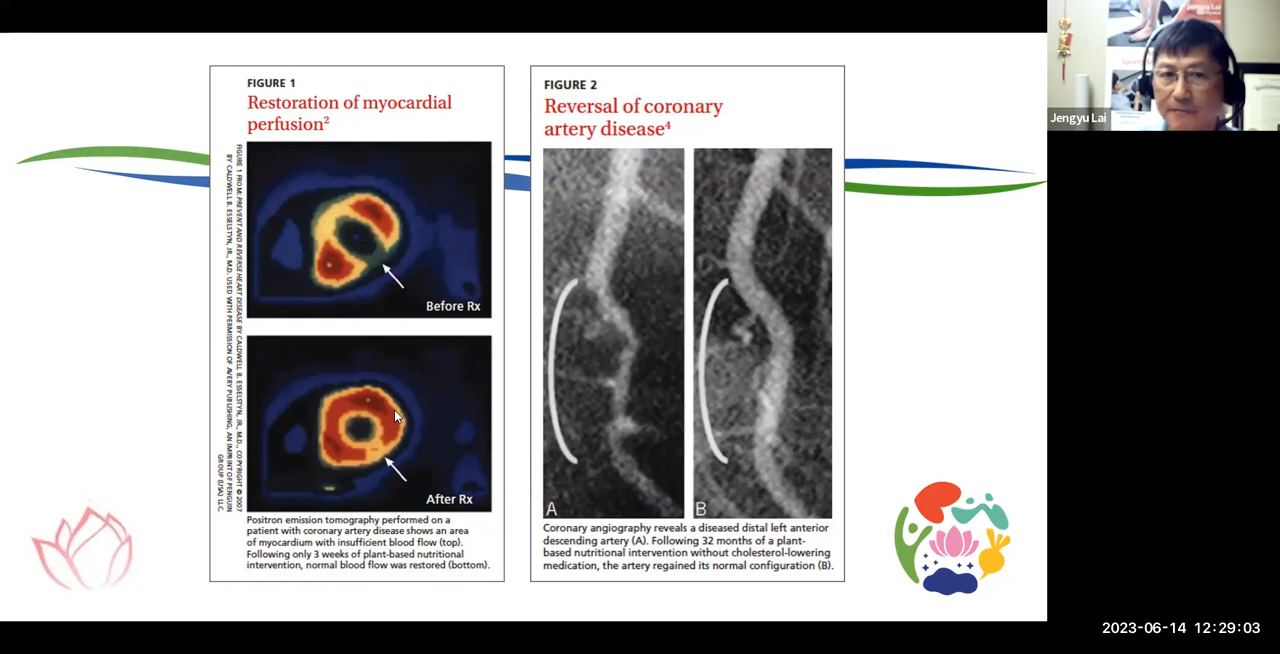 FIGURE 1
Restoration of myocardial
perfusion²
FIGURE 1 FROM: PREVENT AND REVERSE HEART DISEASE BY CALDWELL B. ESSELSTYN, JR., M.D., COPYRIGHT © 2007
BY CALDWELL B. ESSELSTYN, JR., M.D. USED WITH PERMISSION OF AVERY PUBLISHING, AN IMPRINT OF PENGUIN
GROUP (USA) LLC.
Before Rx
After Rx
Positron emission tomography performed on a
patient with coronary artery disease shows an area
of myocardium with insufficient blood flow (top).
Following only 3 weeks of plant-based nutritional
intervention, normal blood flow was restored (bottom).
FIGURE 2
Reversal of coronary
artery disease⁴
A
B
Coronary angiography reveals a diseased distal left anterior
descending artery (A). Following 32 months of a plant-
based nutritional intervention without cholesterol-lowering
medication, the artery regained its normal configuration (B).
Jengyu Lai
Jengyu Lai
2023-06-14 12:29:03